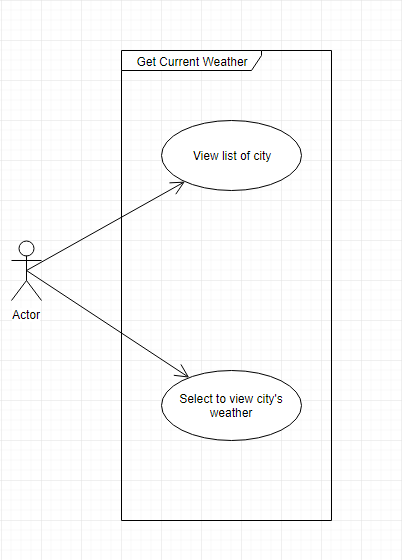 Get Current Weather
View list of city
Actor
Select to view city's
weather